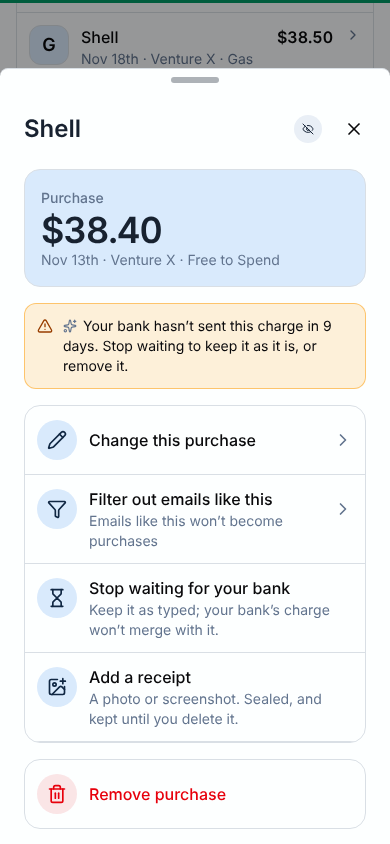 G
Shell
$38.50
Nov 18th · Venture X · Gas
Shell
Purchase
$38.40
Nov 13th · Venture X · Free to Spend
Your bank hasn’t sent this charge in 9
days. Stop waiting to keep it as it is, or
remove it.
Change this purchase
Filter out emails like this
Emails like this won’t become
purchases
Stop waiting for your bank
Keep it as typed; your bank’s charge
won’t merge with it.
Add a receipt
A photo or screenshot. Sealed, and
kept until you delete it.
Remove purchase